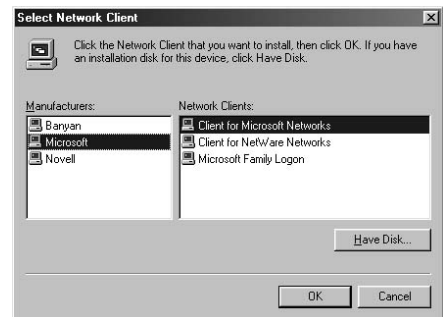 Select Network Client
Click the Network Client that you want to install, then click OK. If you have
an installation disk for this device, click Have Disk.
Manufacturers:
Banyan
Microsoft
Novell
Network Clients:
Client for Microsoft Networks
Client for NetWare Networks
Microsoft Family Logon
Have Disk...
OK
Cancel